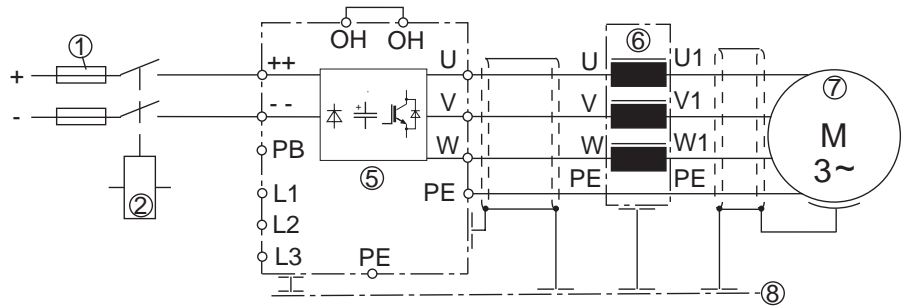 OH OH
① ++ U U ⑥ U1 ⑦
+
- -- V V V1
M
3~
PB W W W1
⑤
② L1 PE PE PE
L2
L3 PE
⑧